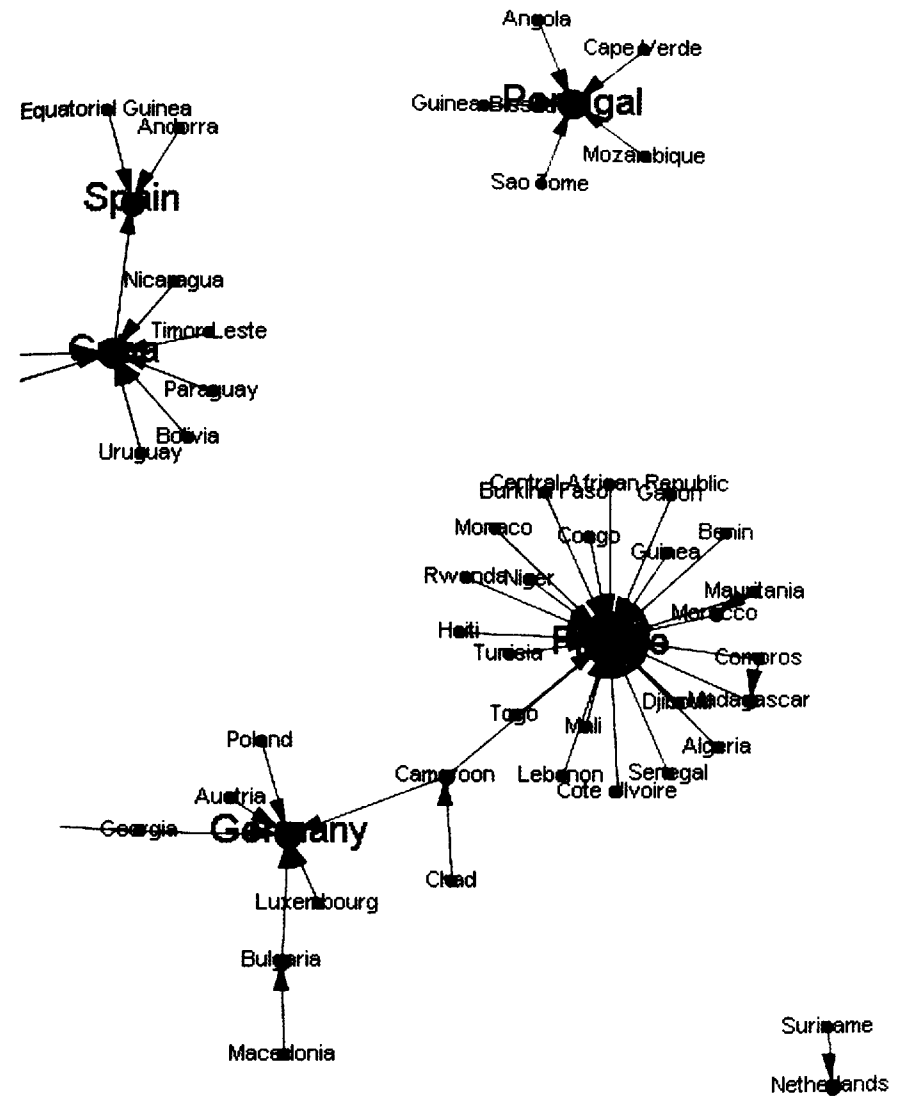 Angola
Cape Verde
Guinea-Bissau
Portugal
Equatorial Guinea
Andorra
Mozambique
Sao Tome
Spain
Nicaragua
Timor-Leste
Paraguay
Bolivia
Uruguay
Central African Republic
Burkina Faso
Gabon
Monaco
Congo
Benin
Guinea
Rwanda
Niger
Mauritania
Morocco
Haiti
Tunisia
Comoros
Djibouti
Madagascar
Togo
Mali
Poland
Algeria
Cameroon
Lebanon
Senegal
Cote dIvoire
Austria
Georgia
Germany
Chad
Luxembourg
Bulgaria
Suriname
Macedonia
Netherlands